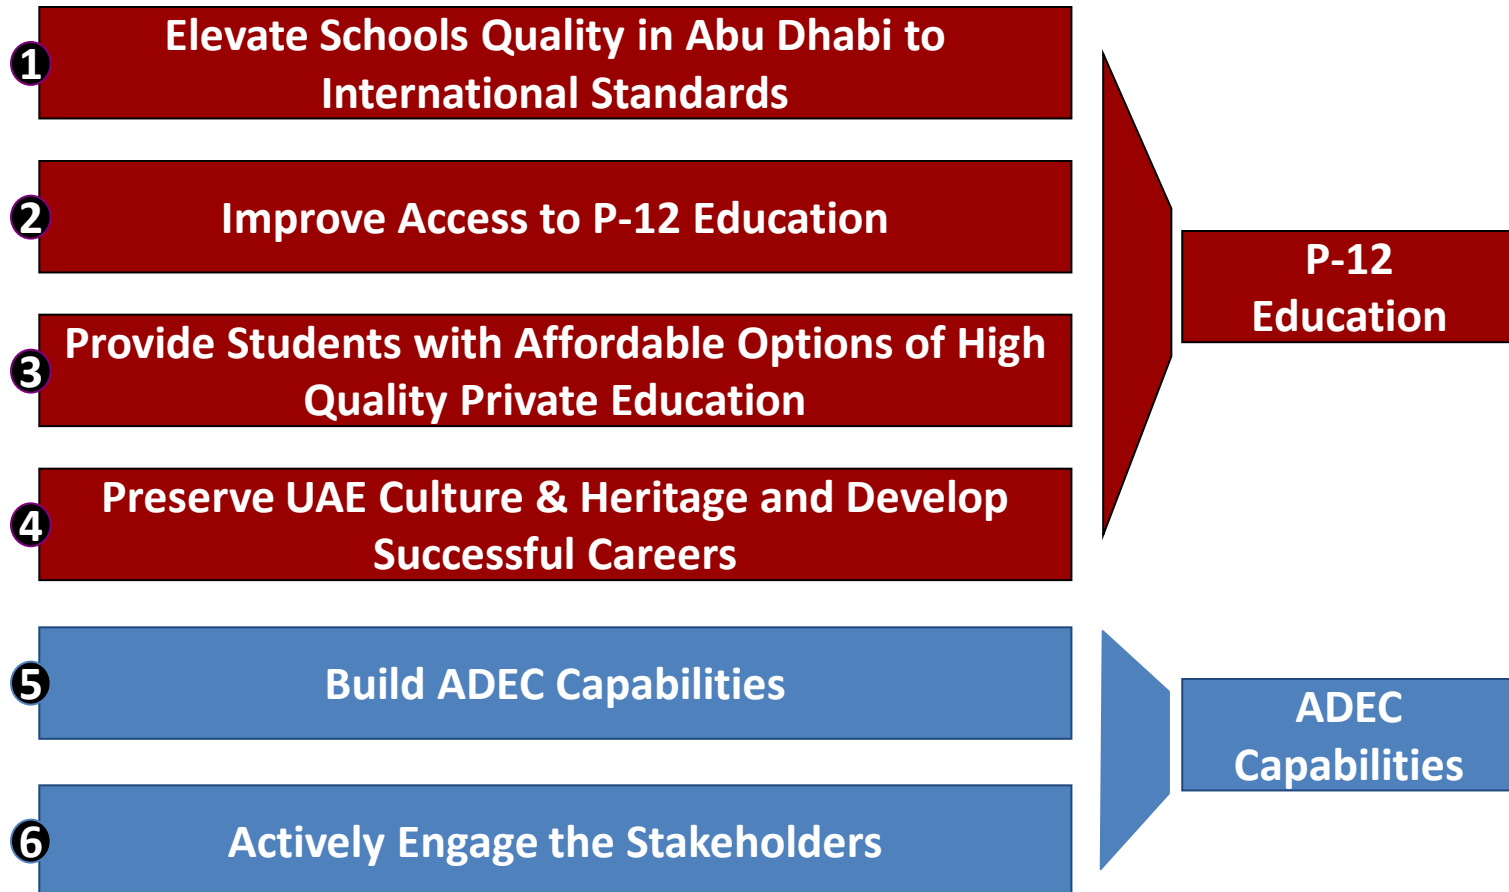 1
Elevate Schools Quality in Abu Dhabi to
International Standards
2
Improve Access to P-12 Education
3
Provide Students with Affordable Options of High
Quality Private Education
4
Preserve UAE Culture & Heritage and Develop
Successful Careers
P-12
Education
5
Build ADEC Capabilities
6
Actively Engage the Stakeholders
ADEC
Capabilities